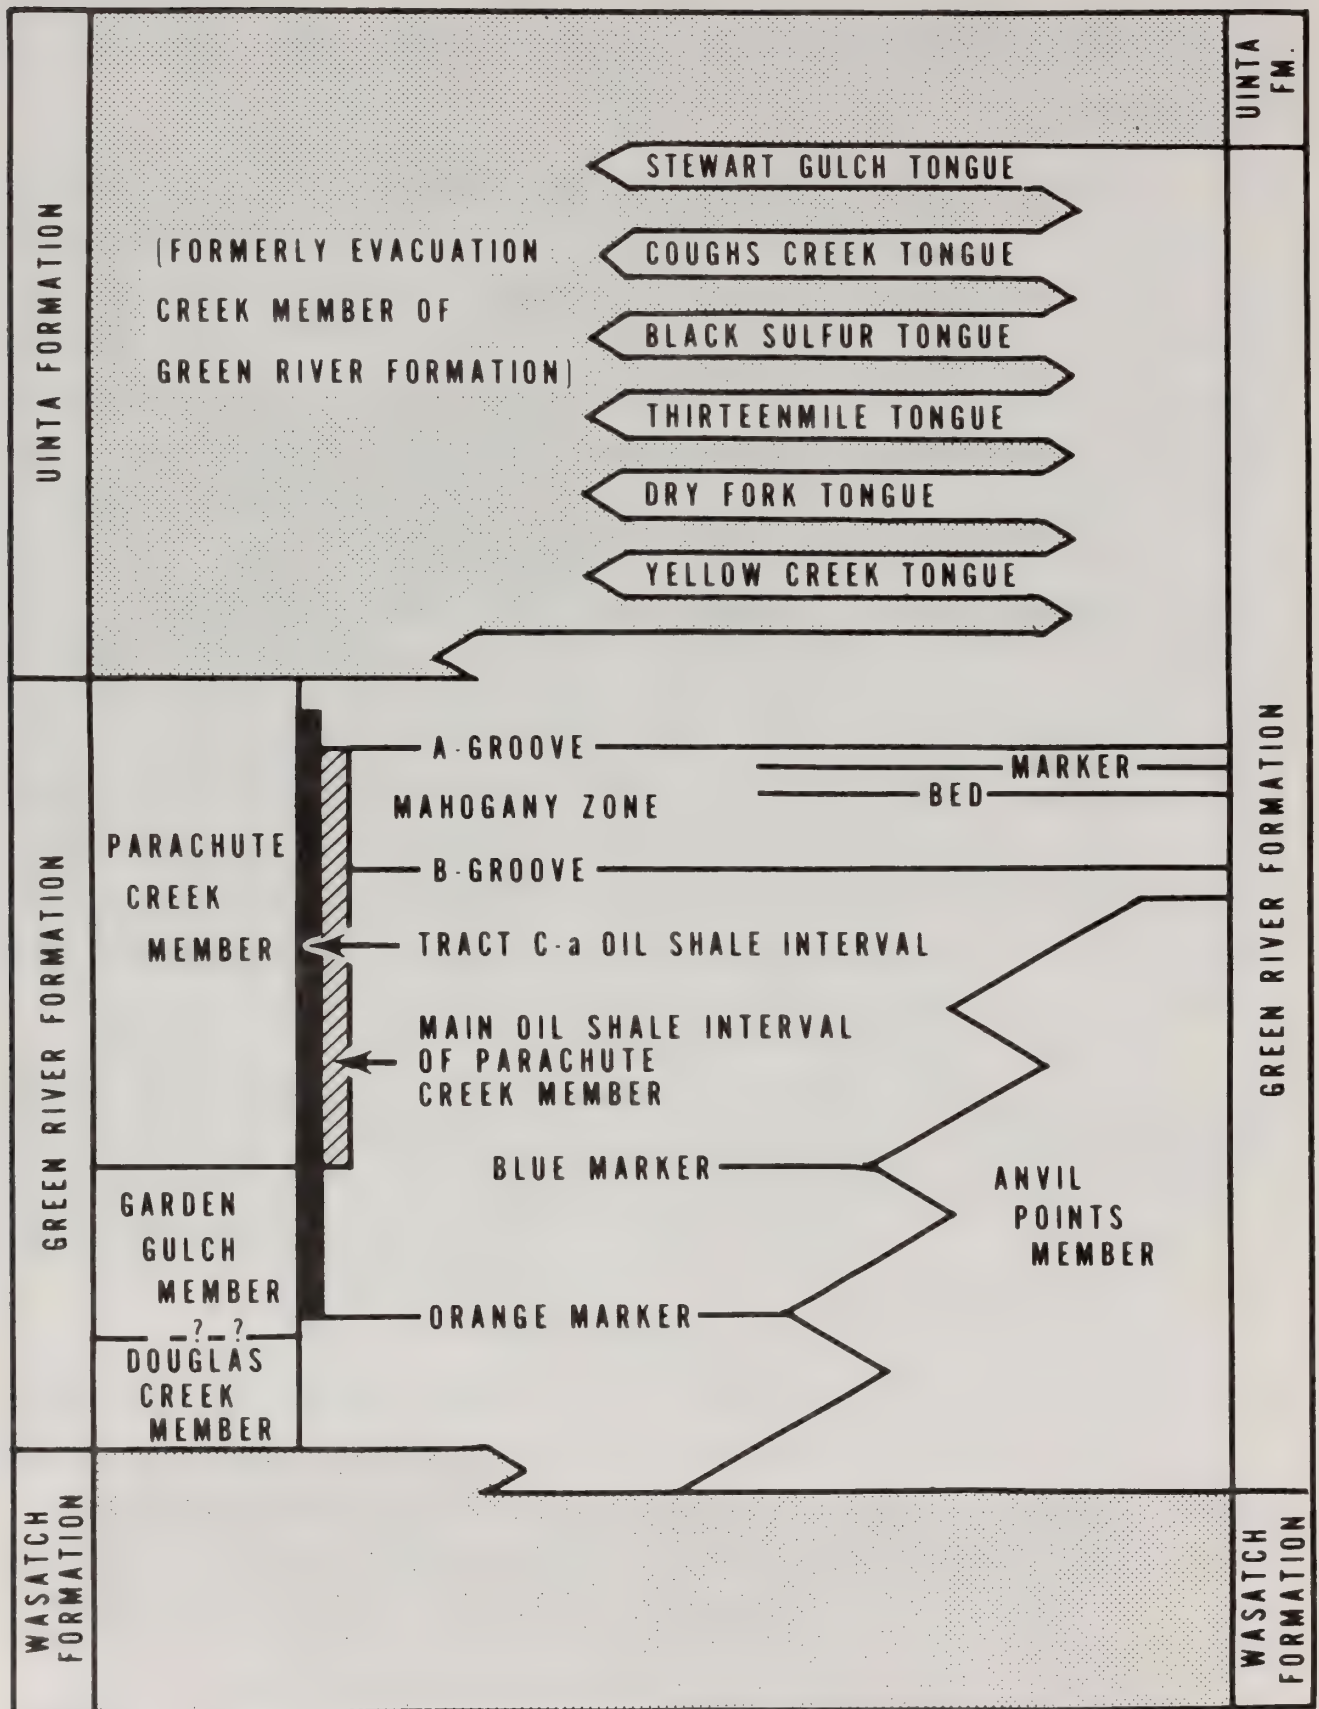 UINTA FORMATION
GREEN RIVER FORMATION
WASATCH
FORMATION
(FORMERLY EVACUATION
CREEK MEMBER OF
GREEN RIVER FORMATION)
STEWART GULCH TONGUE
COUGHS CREEK TONGUE
BLACK SULFUR TONGUE
THIRTEENMILE TONGUE
DRY FORK TONGUE
YELLOW CREEK TONGUE
PARACHUTE
CREEK
MEMBER
GARDEN
GULCH
MEMBER
? ?
DOUGLAS
CREEK
MEMBER
A-GROOVE
MARKER
BED
MAHOGANY ZONE
B-GROOVE
TRACT C-a OIL SHALE INTERVAL
MAIN OIL SHALE INTERVAL
OF PARACHUTE
CREEK MEMBER
BLUE MARKER
ORANGE MARKER
ANVIL
POINTS
MEMBER
UINTA
FM.
GREEN RIVER FORMATION
WASATCH
FORMATION